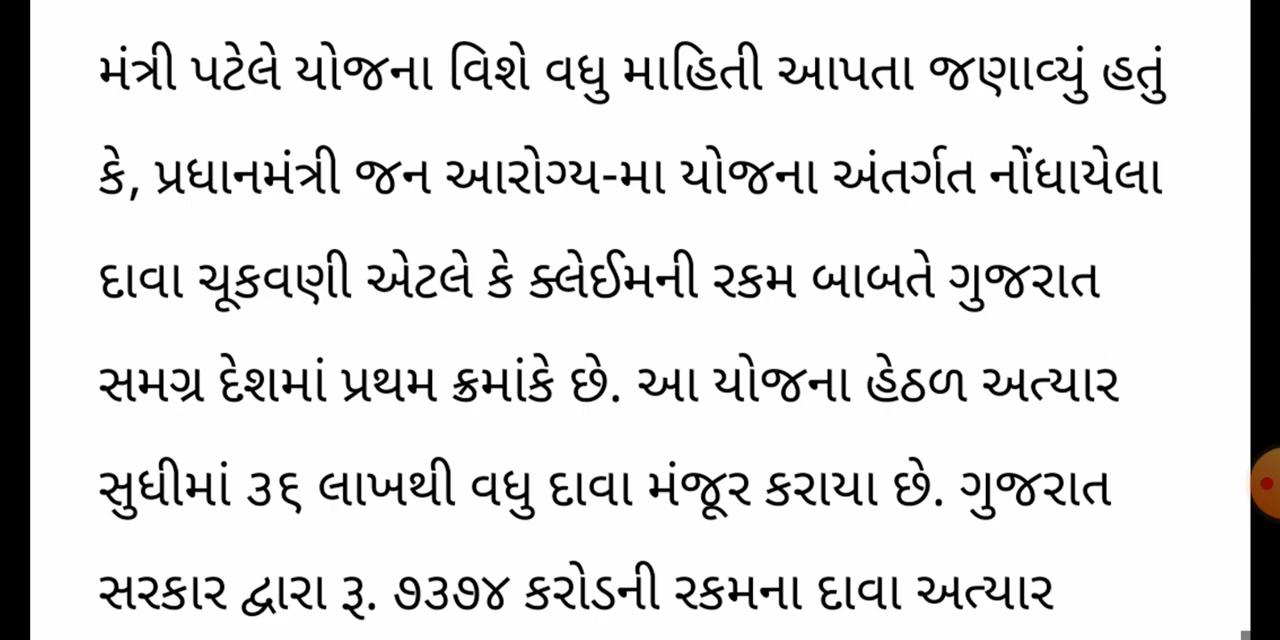 મંત્રી પટેલે યોજના વિશે વધુ માહિતી આપતા જણાવ્યું હતું
કે, પ્રધાનમંત્રી જન આરોગ્ય-મા યોજના અંતર્ગત નોંધાયેલા
દાવા ચૂકવણી એટલે કે ક્લેઈમની રકમ બાબતે ગુજરાત
સમગ્ર દેશમાં પ્રથમ ક્રમાંકે છે. આ યોજના હેઠળ અત્યાર
સુધીમાં ૩૬ લાખથી વધુ દાવા મંજૂર કરાયા છે. ગુજરાત
સરકાર દ્વારા રૂ. ૭૩૭૪ કરોડની રકમના દાવા અત્યાર